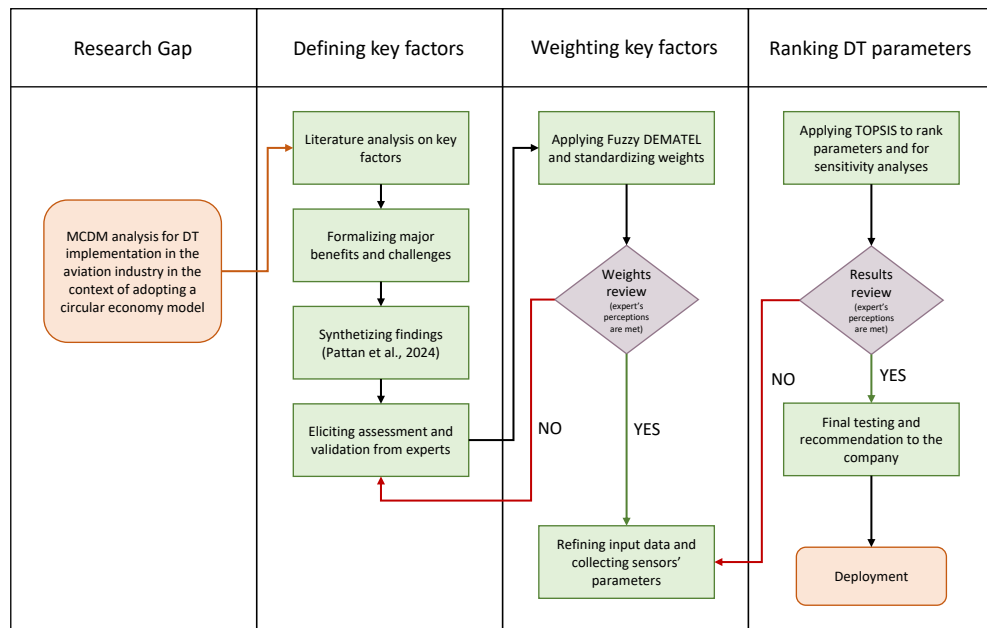 Research Gap
Defining key factors
Weighting key factors
Ranking DT parameters
MCDM analysis for DT
implementation in the
aviation industry in the
context of adopting a
circular economy model
Literature analysis on key
factors
Formalizing major
benefits and challenges
Synthetizing findings
(Pattan et al., 2024)
Eliciting assessment and
validation from experts
Applying Fuzzy DEMATEL
and standardizing weights
Weights
review
(expert's
perceptions
are met)
NO
YES
Refining input data and
collecting sensors'
parameters
Applying TOPSIS to rank
parameters and for
sensitivity analyses
Results
review
(expert's
perceptions
are met)
NO
YES
Final testing and
recommendation to the
company
Deployment